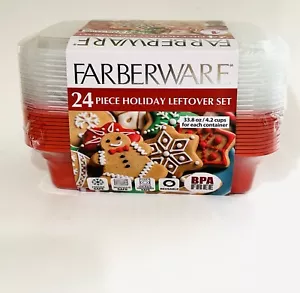 FARBERWARE
FARBERWARE®
24 PIECE HOLIDAY LEFTOVER SET
33.8 oz / 4.2 cups
for each container
BPA
FREE